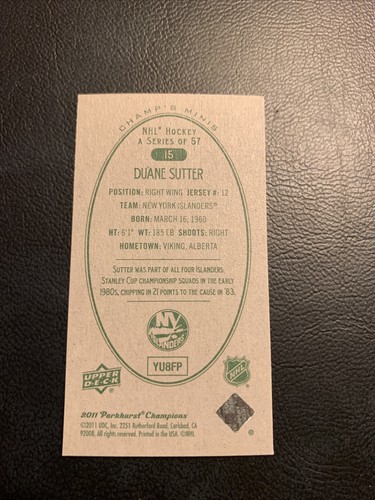 CHAMP'S MINIS
NHL® HOCKEY
A SERIES OF 57
15
DUANE SUTTER
POSITION: RIGHT WING JERSEY #: 12
TEAM: NEW YORK ISLANDERS®
BORN: MARCH 16, 1960
HT: 6'1" WT: 185 LB SHOOTS: RIGHT
HOMETOWN: VIKING, ALBERTA
SUTTER WAS PART OF ALL FOUR ISLANDERS
STANLEY CUP CHAMPIONSHIP SQUADS IN THE EARLY
1980S, CHIPPING IN 21 POINTS TO THE CAUSE IN '83.
NY
ISLANDERS
YU8FP
UPPER
D·E·C·K
NHL
2011 Parkhurst® Champions
©2011 UDC, Inc. 2251 Rutherford Road, Carlsbad, CA
92008. All rights reserved. Printed in the USA. ©NHL